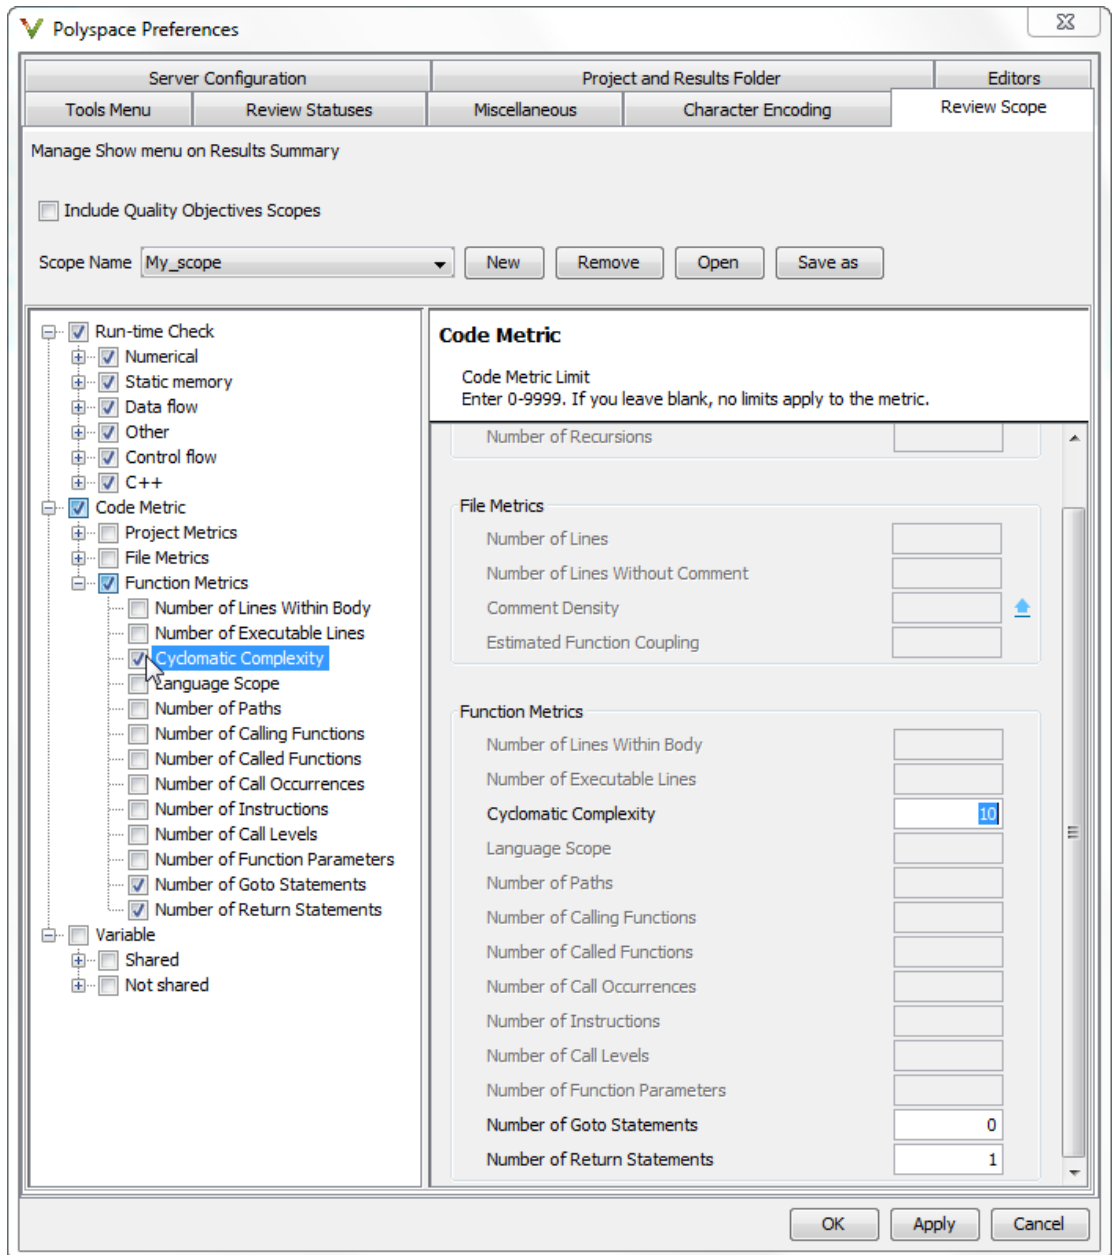 Polyspace Preferences
Server Configuration Project and Results Folder Editors
Tools Menu Review Statuses Miscellaneous Character Encoding Review Scope
Manage Show menu on Results Summary
Include Quality Objectives Scopes
Scope Name My_scope New Remove Open Save as
Run-time Check
Numerical
Static memory
Data flow
Other
Control flow
C++
Code Metric
Project Metrics
File Metrics
Function Metrics
Number of Lines Within Body
Number of Executable Lines
Cyclomatic Complexity
Language Scope
Number of Paths
Number of Calling Functions
Number of Called Functions
Number of Call Occurrences
Number of Instructions
Number of Call Levels
Number of Function Parameters
Number of Goto Statements
Number of Return Statements
Variable
Shared
Not shared
Code Metric
Code Metric Limit
Enter 0-9999. If you leave blank, no limits apply to the metric.
Number of Recursions
File Metrics
Number of Lines
Number of Lines Without Comment
Comment Density
Estimated Function Coupling
Function Metrics
Number of Lines Within Body
Number of Executable Lines
Cyclomatic Complexity 10
Language Scope
Number of Paths
Number of Calling Functions
Number of Called Functions
Number of Call Occurrences
Number of Instructions
Number of Call Levels
Number of Function Parameters
Number of Goto Statements 0
Number of Return Statements 1
OK Apply Cancel